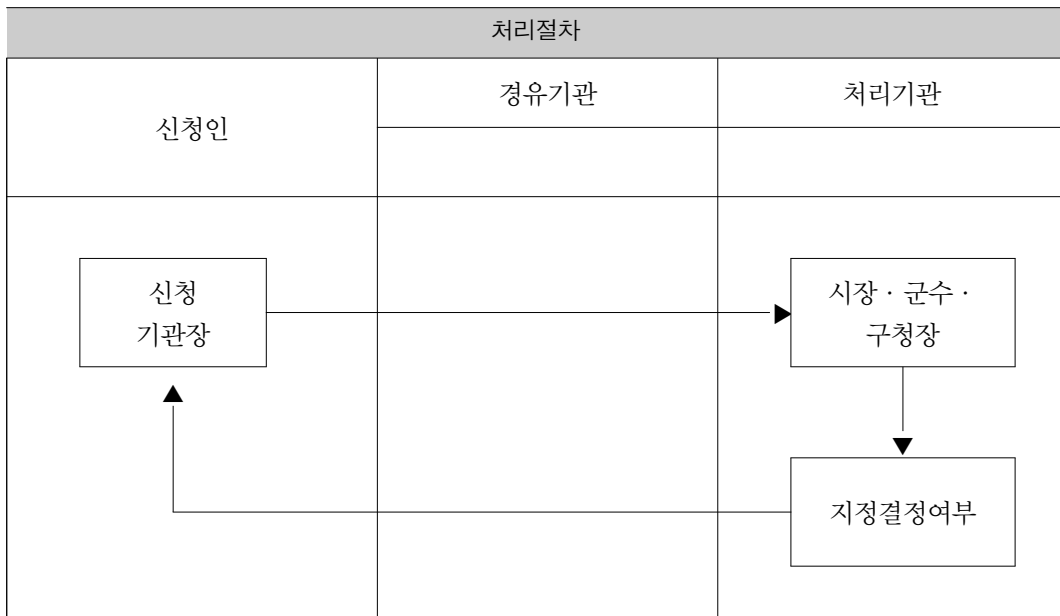 처리절차
신청인
경유기관
처리기관
신청
기관장
시장 · 군수 ·
구청장
지정결정여부